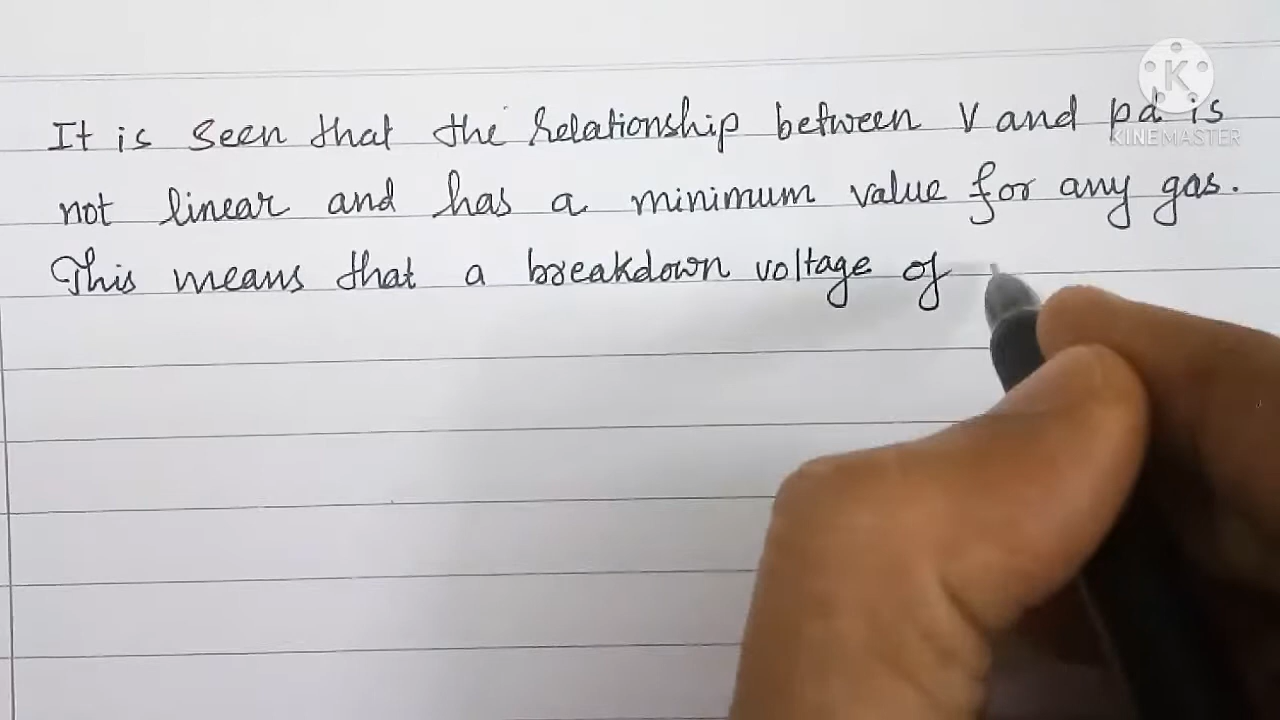 It is seen that the relationship between V and pd is
not linear and has a minimum value for any gas.
This means that a breakdown voltage of
K
KINEMASTER